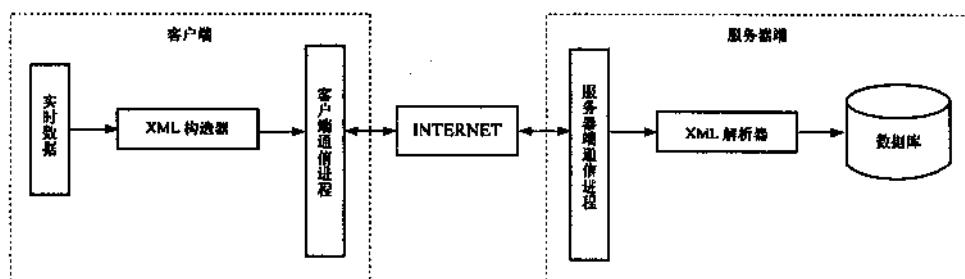 客户端
服务器端
实时数据
XML 构造器
客户端通信进程
INTERNET
服务器端通信进程
XML 解析器
数据库